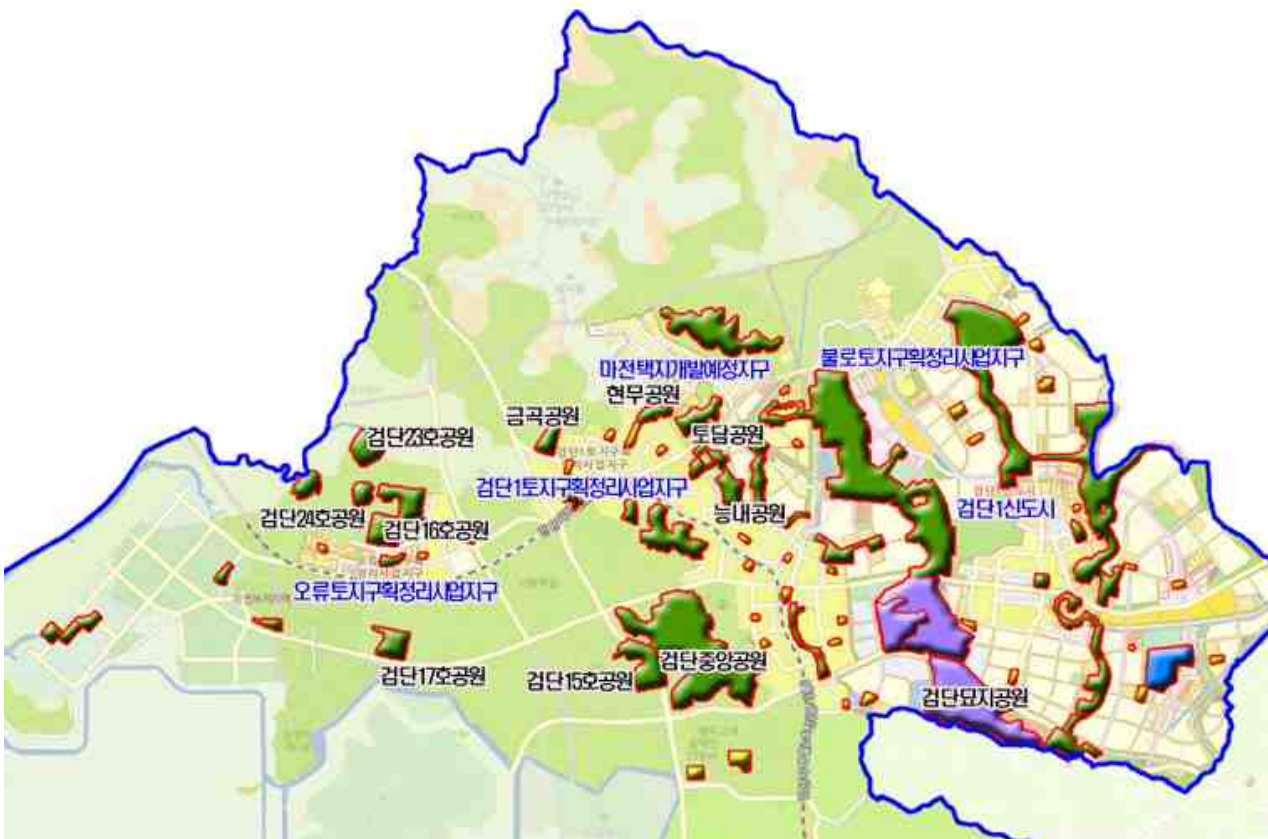 마전택지개발예정지구
불로토지구획정리사업지구
현무공원
금곡공원
토담공원
검단23호공원
검단1토지구획정리사업지구
능내공원
검단1신도시
검단24호공원
검단16호공원
오류토지구획정리사업지구
검단중앙공원
검단17호공원
검단15호공원
검단묘지공원